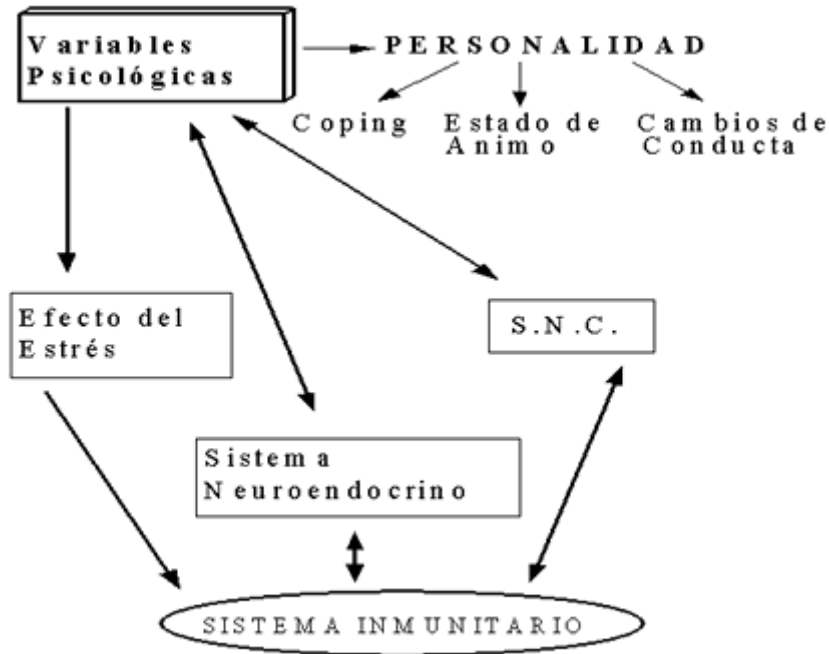 Variables
Psicológicas
PERSONALIDAD
Coping
Estado de
Animo
Cambios de
Conducta
Efecto del
Estrés
S.N.C.
Sistema
Neuroendocrino
SISTEMA INMUNITARIO